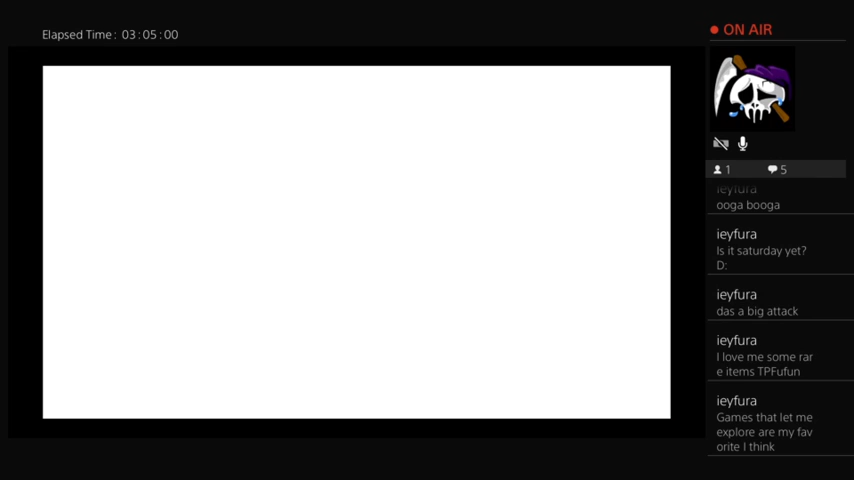 Elapsed Time: 03:05:00
ON AIR
1 5
ieyfura
ooga booga
ieyfura
Is it saturday yet?
D:
ieyfura
das a big attack
ieyfura
I love me some rar
e items TPFufun
ieyfura
Games that let me
explore are my fav
orite I think